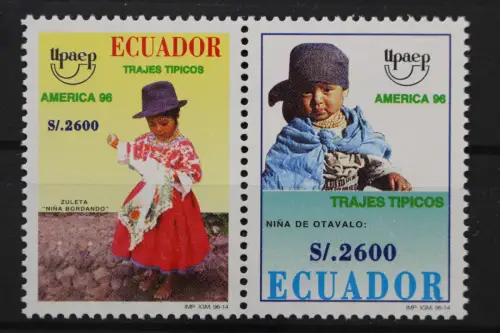 upaep
ECUADOR
TRAJES TIPICOS
AMERICA 96
S/.2600
ZULETA
"NIÑA BORDANDO"
IMP. IGM. 96-14
upaep
AMERICA 96
TRAJES TIPICOS
NIÑA DE OTAVALO:
S/.2600
ECUADOR
IMP. IGM. 96-14